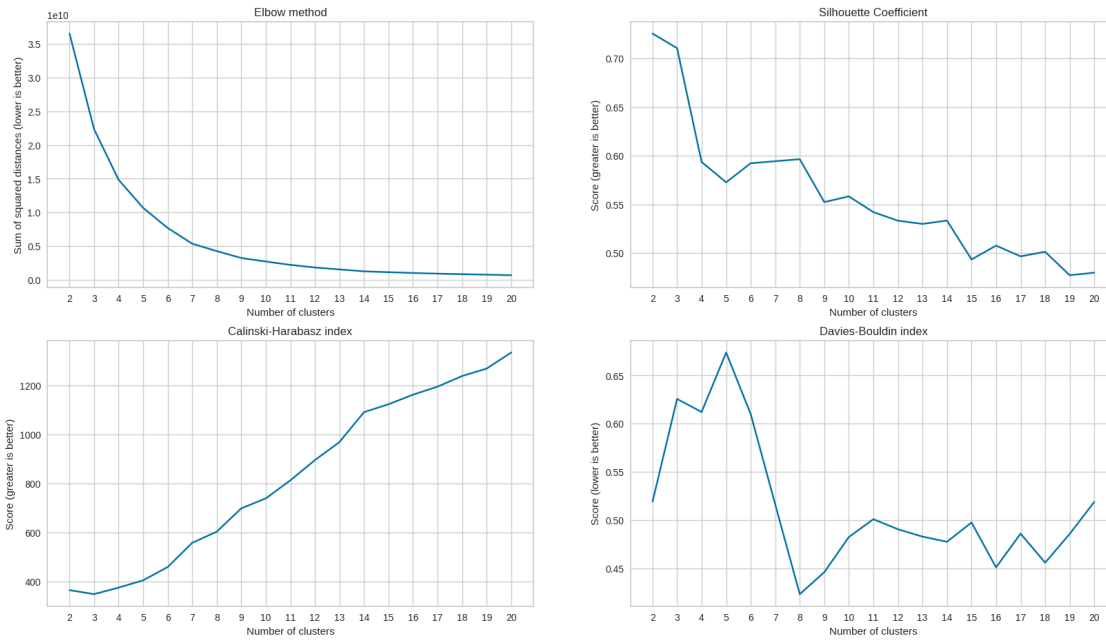 Elbow method
1e10
Sum of squared distances (lower is better)
3.5
3.0
2.5
2.0
1.5
1.0
0.5
0.0
2 3 4 5 6 7 8 9 10 11 12 13 14 15 16 17 18 19 20
Number of clusters
Silhouette Coefficient
Score (greater is better)
0.70
0.65
0.60
0.55
0.50
2 3 4 5 6 7 8 9 10 11 12 13 14 15 16 17 18 19 20
Number of clusters
Calinski-Harabasz index
Score (greater is better)
1200
1000
800
600
400
2 3 4 5 6 7 8 9 10 11 12 13 14 15 16 17 18 19 20
Number of clusters
Davies-Bouldin index
Score (lower is better)
0.65
0.60
0.55
0.50
0.45
2 3 4 5 6 7 8 9 10 11 12 13 14 15 16 17 18 19 20
Number of clusters